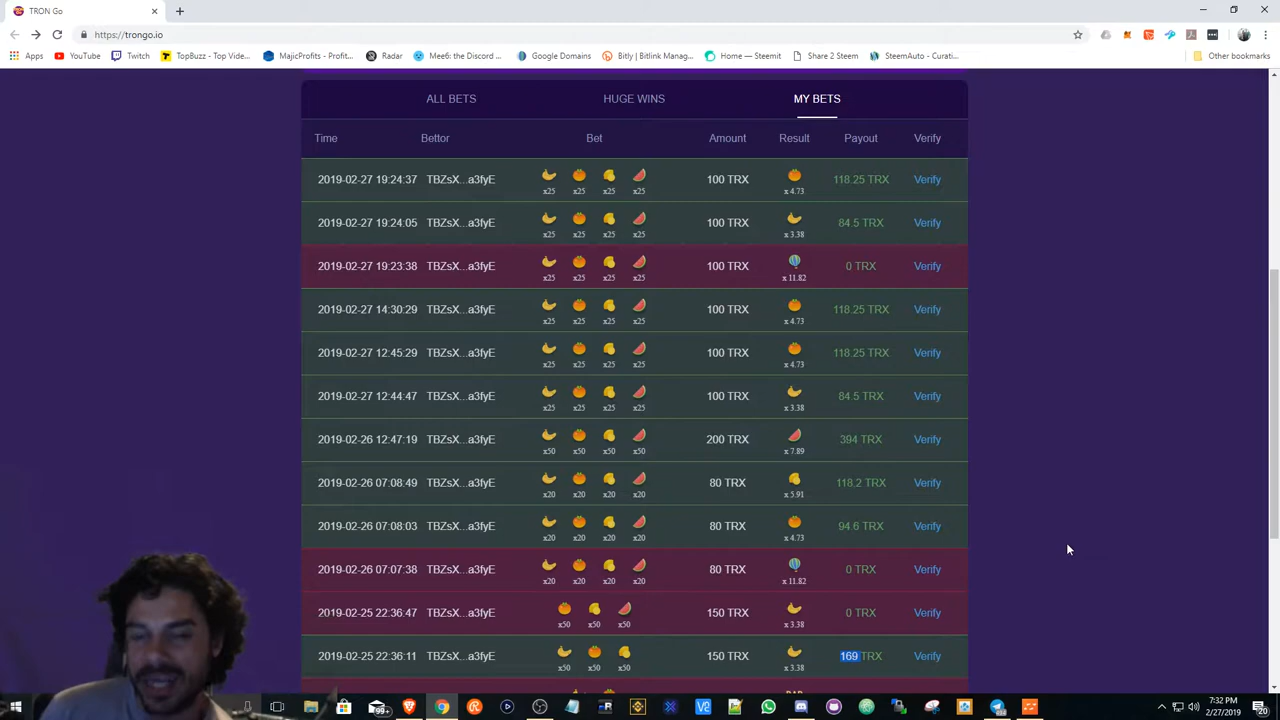 TRON Go
https://trongo.io
YouTube Twitch TopBuzz - Top Vide... MajicProfits - Profit... Radar Mee6: the Discord ... Google Domains Bitly | Bitlink Manag... Home — Steemit Share 2 Steem SteemAuto - Curati... Other bookmarks
ALL BETS HUGE WINS MY BETS
Time Bettor Bet Amount Result Payout Verify
2019-02-27 19:24:37 TBZsX...a3fyE x25 x25 x25 x25 100 TRX x 4.73 118.25 TRX Verify
2019-02-27 19:24:05 TBZsX...a3fyE x25 x25 x25 x25 100 TRX x 3.38 84.5 TRX Verify
2019-02-27 19:23:38 TBZsX...a3fyE x25 x25 x25 x25 100 TRX x 11.82 0 TRX Verify
2019-02-27 14:30:29 TBZsX...a3fyE x25 x25 x25 x25 100 TRX x 4.73 118.25 TRX Verify
2019-02-27 12:45:29 TBZsX...a3fyE x25 x25 x25 x25 100 TRX x 4.73 118.25 TRX Verify
2019-02-27 12:44:47 TBZsX...a3fyE x25 x25 x25 x25 100 TRX x 3.38 84.5 TRX Verify
2019-02-26 12:47:19 TBZsX...a3fyE x50 x50 x50 x50 200 TRX x 7.89 394 TRX Verify
2019-02-26 07:08:49 TBZsX...a3fyE x20 x20 x20 x20 80 TRX x 5.91 118.2 TRX Verify
2019-02-26 07:08:03 TBZsX...a3fyE x20 x20 x20 x20 80 TRX x 4.73 94.6 TRX Verify
2019-02-26 07:07:38 TBZsX...a3fyE x20 x20 x20 x20 80 TRX x 11.82 0 TRX Verify
2019-02-25 22:36:47 TBZsX...a3fyE x50 x50 x50 150 TRX x 3.38 0 TRX Verify
2019-02-25 22:36:11 TBZsX...a3fyE x50 x50 x50 150 TRX x 3.38 169 TRX Verify
99+
7:32 PM
2/27/2019
20